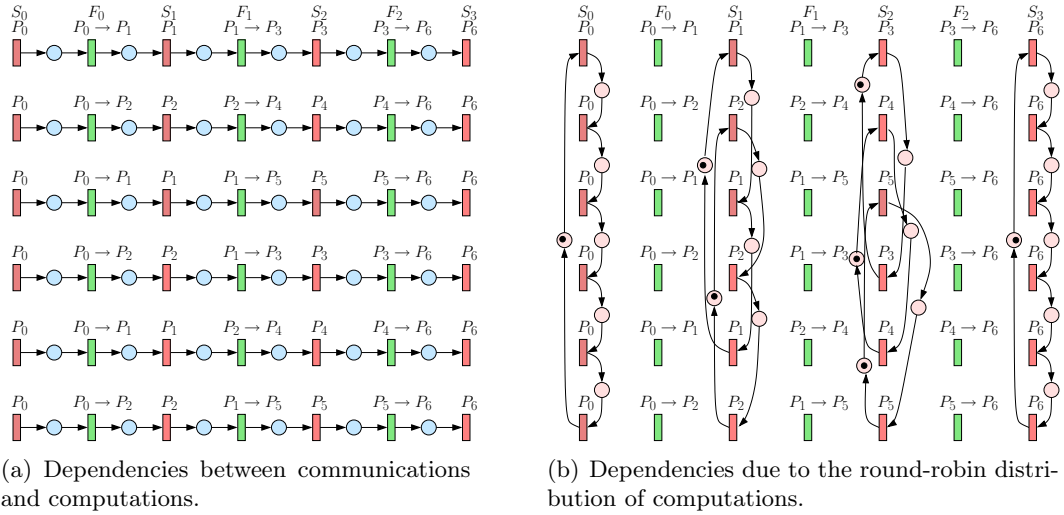 S₀ F₀ S₁ F₁ S₂ F₂ S₃
P₀ P₀ → P₁ P₁ P₁ → P₃ P₃ P₃ → P₆ P₆
P₀ P₀ → P₂ P₂ P₂ → P₄ P₄ P₄ → P₆ P₆
P₀ P₀ → P₁ P₁ P₁ → P₅ P₅ P₅ → P₆ P₆
P₀ P₀ → P₂ P₂ P₁ → P₃ P₃ P₃ → P₆ P₆
P₀ P₀ → P₁ P₁ P₂ → P₄ P₄ P₄ → P₆ P₆
P₀ P₀ → P₂ P₂ P₁ → P₅ P₅ P₅ → P₆ P₆
(a) Dependencies between communications
and computations.
S₀ F₀ S₁ F₁ S₂ F₂ S₃
P₀ P₀ → P₁ P₁ P₁ → P₃ P₃ P₃ → P₆ P₆
P₀ P₀ → P₂ P₂ P₂ → P₄ P₄ P₄ → P₆ P₆
P₀ P₀ → P₁ P₁ P₁ → P₅ P₅ P₅ → P₆ P₆
P₀ P₀ → P₂ P₂ P₁ → P₃ P₃ P₃ → P₆ P₆
P₀ P₀ → P₁ P₁ P₂ → P₄ P₄ P₄ → P₆ P₆
P₀ P₀ → P₂ P₂ P₁ → P₅ P₅ P₅ → P₆ P₆
(b) Dependencies due to the round-robin distri-
bution of computations.